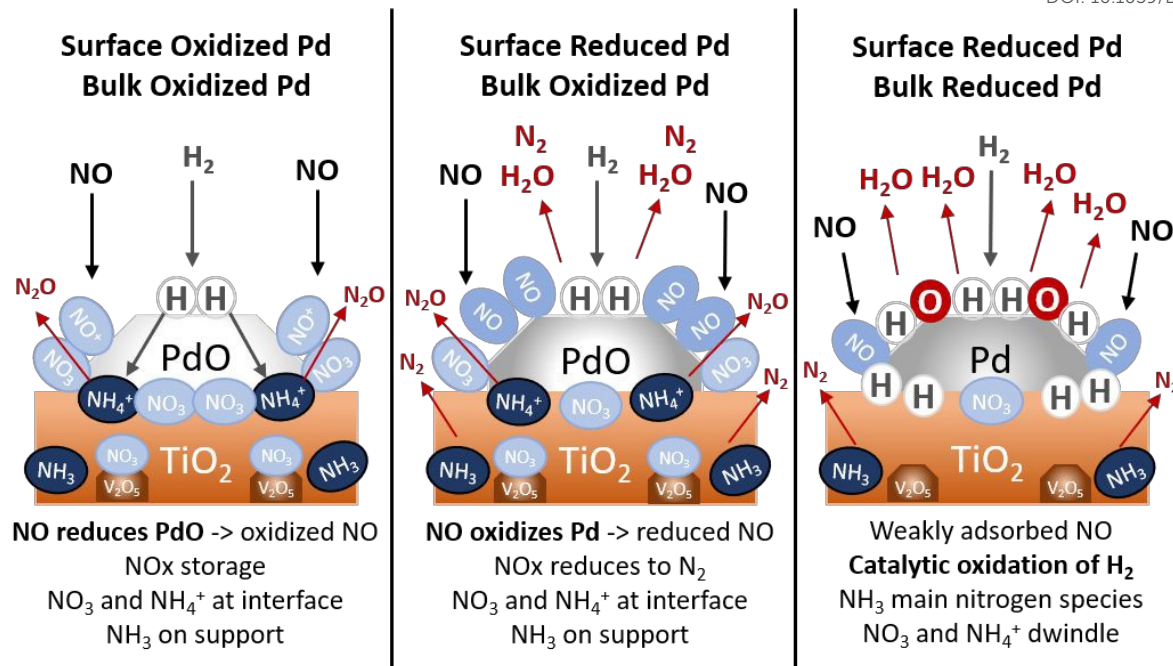 DOI: 10.1039/D
Surface Oxidized Pd
Bulk Oxidized Pd
NO
H₂
NO
N₂O
N₂O
NO⁺
H H
NO⁺
NO₃
PdO
NO₃
NH₄⁺
NO₃
NO₃
NH₄⁺
NH₃
NO₃
TiO₂
NO₃
NH₃
V₂O₅
V₂O₅
NO reduces PdO -> oxidized NO
NOx storage
NO₃ and NH₄⁺ at interface
NH₃ on support
Surface Reduced Pd
Bulk Oxidized Pd
N₂
N₂
NO
H₂O
H₂
H₂O
NO
N₂O
NO
NO
H H
NO
NO
N₂O
N₂
NO₃
PdO
NO₃
N₂
NH₄⁺
NO₃
NH₄⁺
NH₃
NO₃
TiO₂
NO₃
NH₃
V₂O₅
V₂O₅
NO oxidizes Pd -> reduced NO
NOx reduces to N₂
NO₃ and NH₄⁺ at interface
NH₃ on support
Surface Reduced Pd
Bulk Reduced Pd
H₂
H₂O
H₂O
H₂O
H₂O
NO
NO
H O H H O H
NO
Pd
NO
N₂
H H
NO₃
H H
N₂
NH₃
TiO₂
NH₃
V₂O₅
V₂O₅
Weakly adsorbed NO
Catalytic oxidation of H₂
NH₃ main nitrogen species
NO₃ and NH₄⁺ dwindle